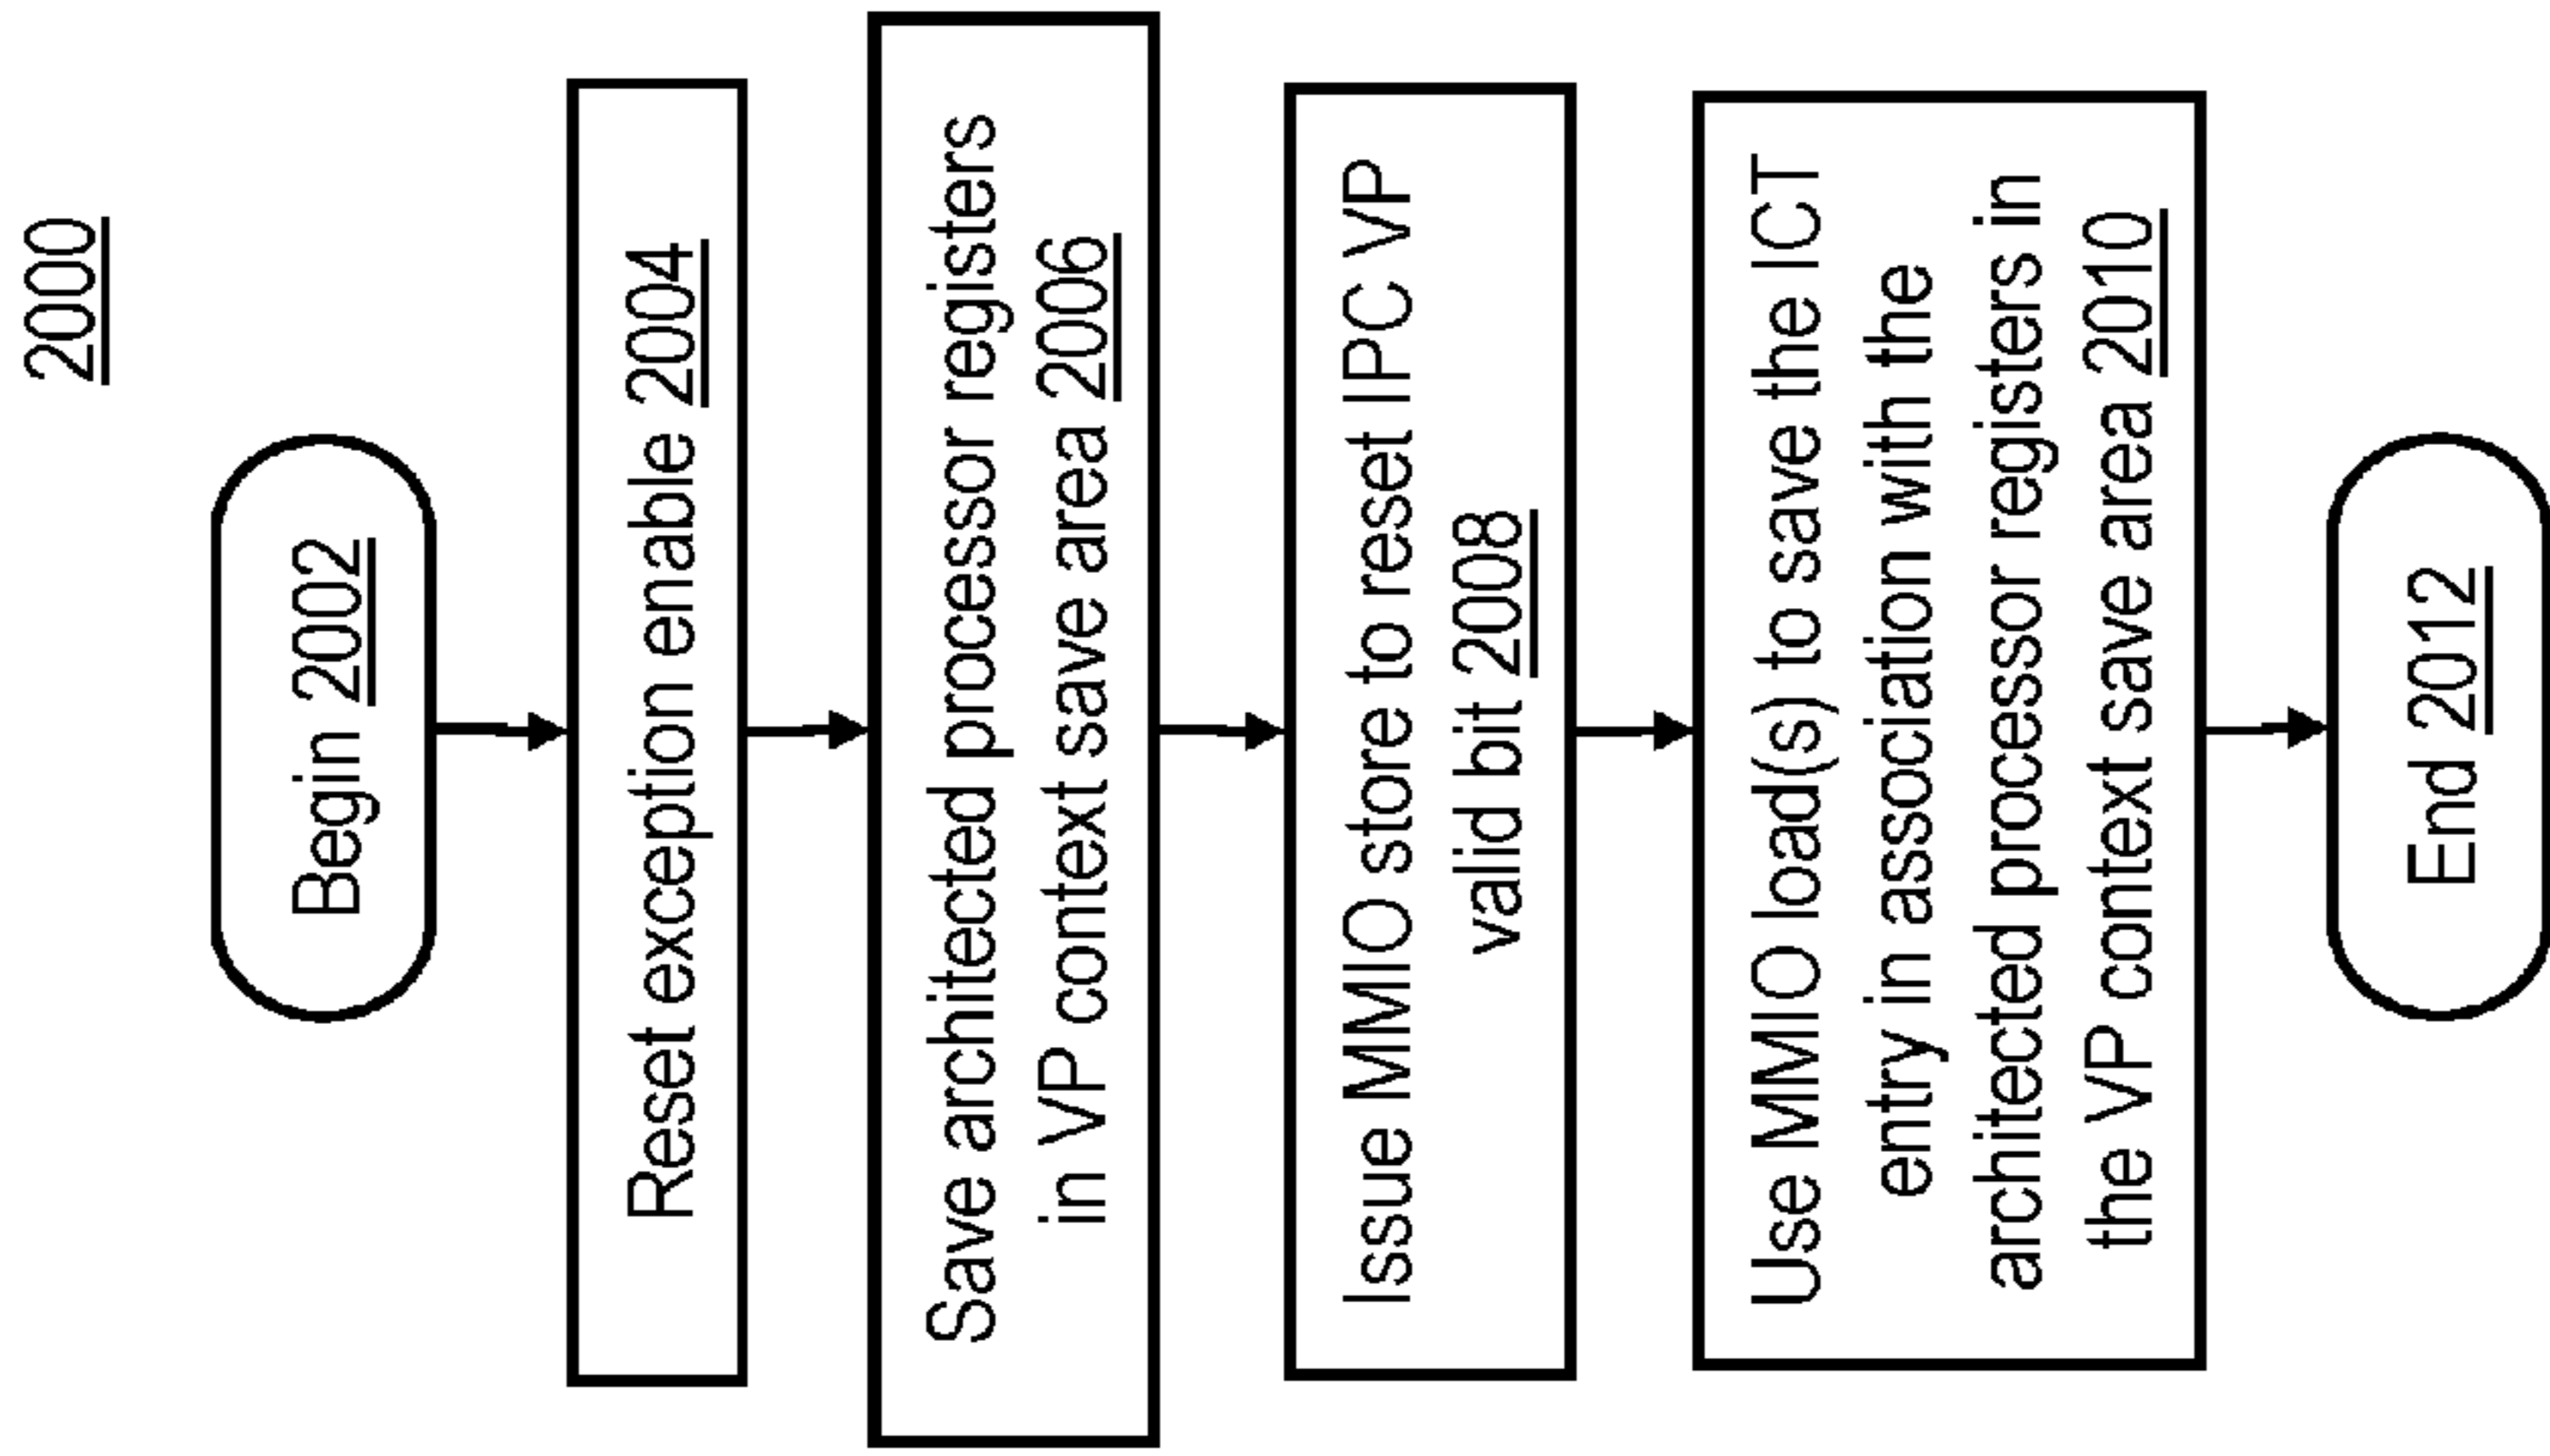 2000
Begin 2002
Reset exception enable 2004
Save architected processor registers
in VP context save area 2006
Issue MMIO store to reset IPC VP
valid bit 2008
Use MMIO load(s) to save the ICT
entry in association with the
architected processor registers in
the VP context save area 2010
End 2012